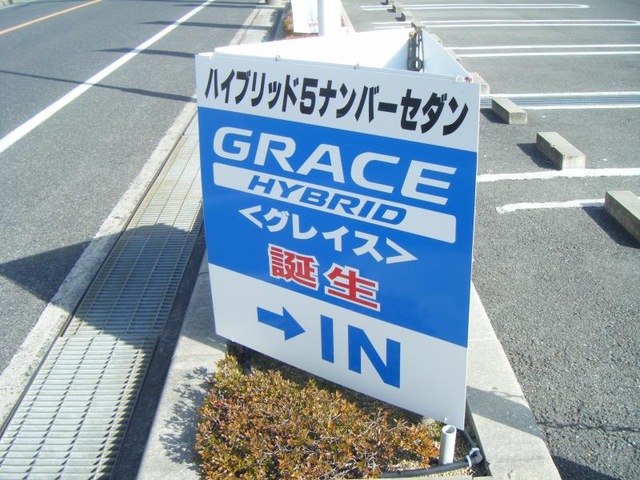 ハイブリッド5ナンバーセダン
GRACE
HYBRID
<グレイス>
誕生
→IN